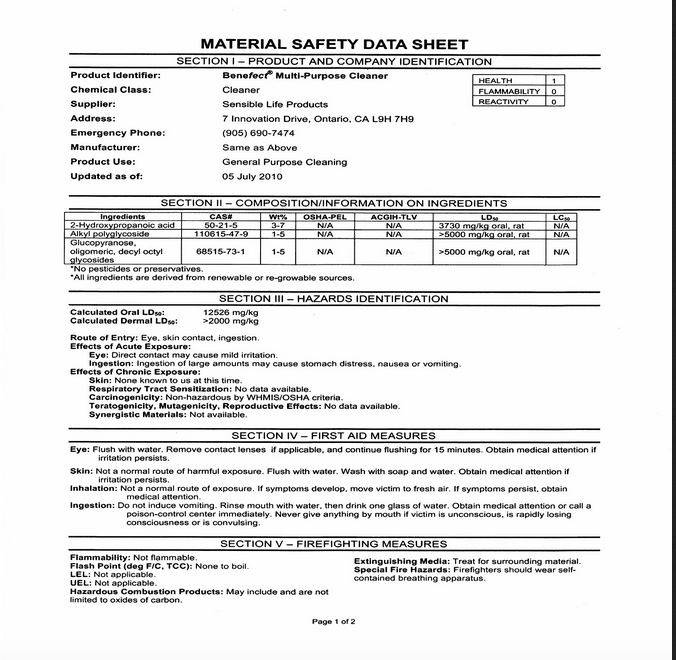 MATERIAL SAFETY DATA SHEET
SECTION I – PRODUCT AND COMPANY IDENTIFICATION
Product Identifier: Benefect® Multi-Purpose Cleaner
Chemical Class: Cleaner
Supplier: Sensible Life Products
Address: 7 Innovation Drive, Ontario, CA L9H 7H9
Emergency Phone: (905) 690-7474
Manufacturer: Same as Above
Product Use: General Purpose Cleaning
Updated as of: 05 July 2010
HEALTH 1
FLAMMABILITY 0
REACTIVITY 0
SECTION II – COMPOSITION/INFORMATION ON INGREDIENTS
Ingredients CAS# Wt% OSHA-PEL ACGIH-TLV LD50 LC50
2-Hydroxypropanoic acid 50-21-5 3-7 N/A N/A 3730 mg/kg oral, rat N/A
Alkyl polyglycoside 110615-47-9 1-5 N/A N/A >5000 mg/kg oral, rat N/A
Glucopyranose,
oligomeric, decyl octyl 68515-73-1 1-5 N/A N/A >5000 mg/kg oral, rat N/A
glycosides
*No pesticides or preservatives.
*All ingredients are derived from renewable or re-growable sources.
SECTION III – HAZARDS IDENTIFICATION
Calculated Oral LD50: 12526 mg/kg
Calculated Dermal LD50: >2000 mg/kg
Route of Entry: Eye, skin contact, ingestion.
Effects of Acute Exposure:
Eye: Direct contact may cause mild irritation.
Ingestion: Ingestion of large amounts may cause stomach distress, nausea or vomiting.
Effects of Chronic Exposure:
Skin: None known to us at this time.
Respiratory Tract Sensitization: No data available.
Carcinogenicity: Non-hazardous by WHMIS/OSHA criteria.
Teratogenicity, Mutagenicity, Reproductive Effects: No data available.
Synergistic Materials: Not available.
SECTION IV – FIRST AID MEASURES
Eye: Flush with water. Remove contact lenses if applicable, and continue flushing for 15 minutes. Obtain medical attention if
irritation persists.
Skin: Not a normal route of harmful exposure. Flush with water. Wash with soap and water. Obtain medical attention if
irritation persists.
Inhalation: Not a normal route of exposure. If symptoms develop, move victim to fresh air. If symptoms persist, obtain
medical attention.
Ingestion: Do not induce vomiting. Rinse mouth with water, then drink one glass of water. Obtain medical attention or call a
poison-control center immediately. Never give anything by mouth if victim is unconscious, is rapidly losing
consciousness or is convulsing.
SECTION V – FIREFIGHTING MEASURES
Flammability: Not flammable.
Flash Point (deg F/C, TCC): None to boil.
LEL: Not applicable.
UEL: Not applicable.
Hazardous Combustion Products: May include and are not
limited to oxides of carbon.
Extinguishing Media: Treat for surrounding material.
Special Fire Hazards: Firefighters should wear self-
contained breathing apparatus.
Page 1 of 2